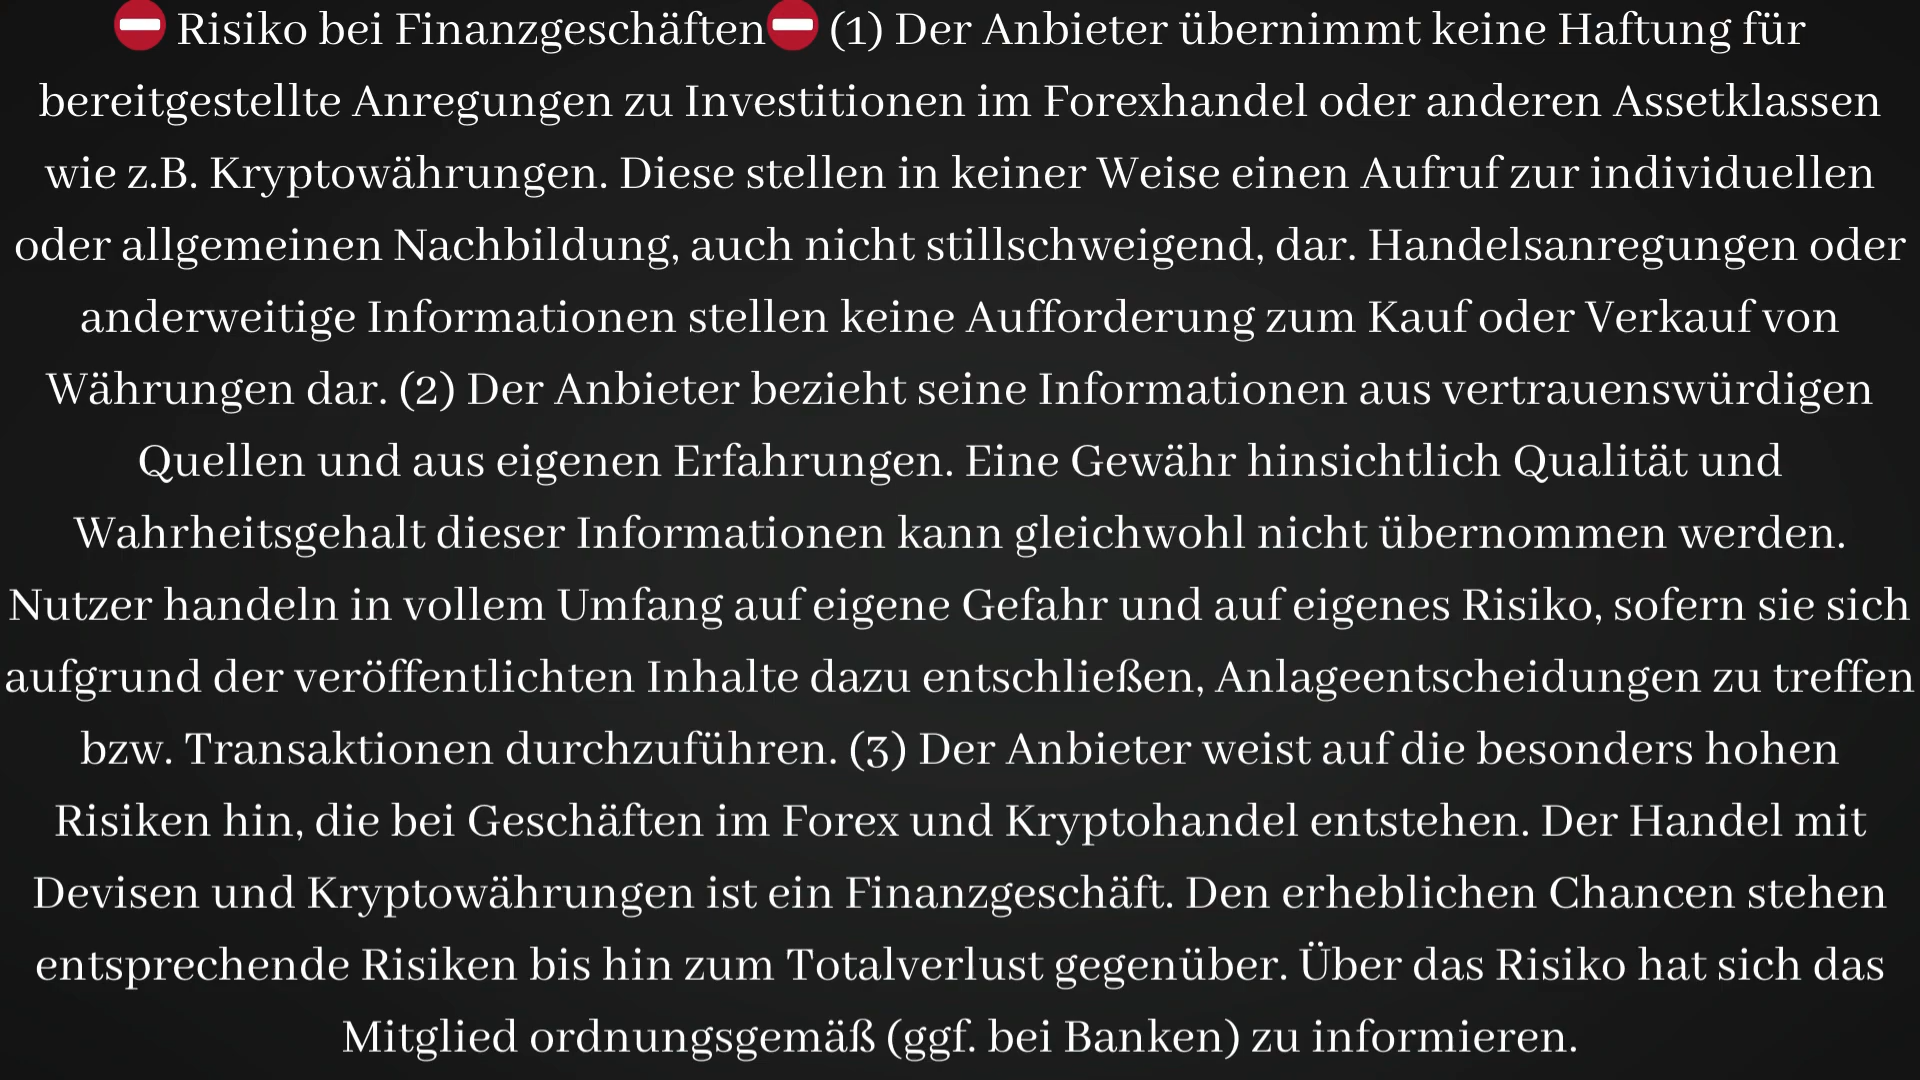 ⛔ Risiko bei Finanzgeschäften⛔ (1) Der Anbieter übernimmt keine Haftung für
bereitgestellte Anregungen zu Investitionen im Forexhandel oder anderen Assetklassen
wie z.B. Kryptowährungen. Diese stellen in keiner Weise einen Aufruf zur individuellen
oder allgemeinen Nachbildung, auch nicht stillschweigend, dar. Handelsanregungen oder
anderweitige Informationen stellen keine Aufforderung zum Kauf oder Verkauf von
Währungen dar. (2) Der Anbieter bezieht seine Informationen aus vertrauenswürdigen
Quellen und aus eigenen Erfahrungen. Eine Gewähr hinsichtlich Qualität und
Wahrheitsgehalt dieser Informationen kann gleichwohl nicht übernommen werden.
Nutzer handeln in vollem Umfang auf eigene Gefahr und auf eigenes Risiko, sofern sie sich
aufgrund der veröffentlichten Inhalte dazu entschließen, Anlageentscheidungen zu treffen
bzw. Transaktionen durchzuführen. (3) Der Anbieter weist auf die besonders hohen
Risiken hin, die bei Geschäften im Forex und Kryptohandel entstehen. Der Handel mit
Devisen und Kryptowährungen ist ein Finanzgeschäft. Den erheblichen Chancen stehen
entsprechende Risiken bis hin zum Totalverlust gegenüber. Über das Risiko hat sich das
Mitglied ordnungsgemäß (ggf. bei Banken) zu informieren.